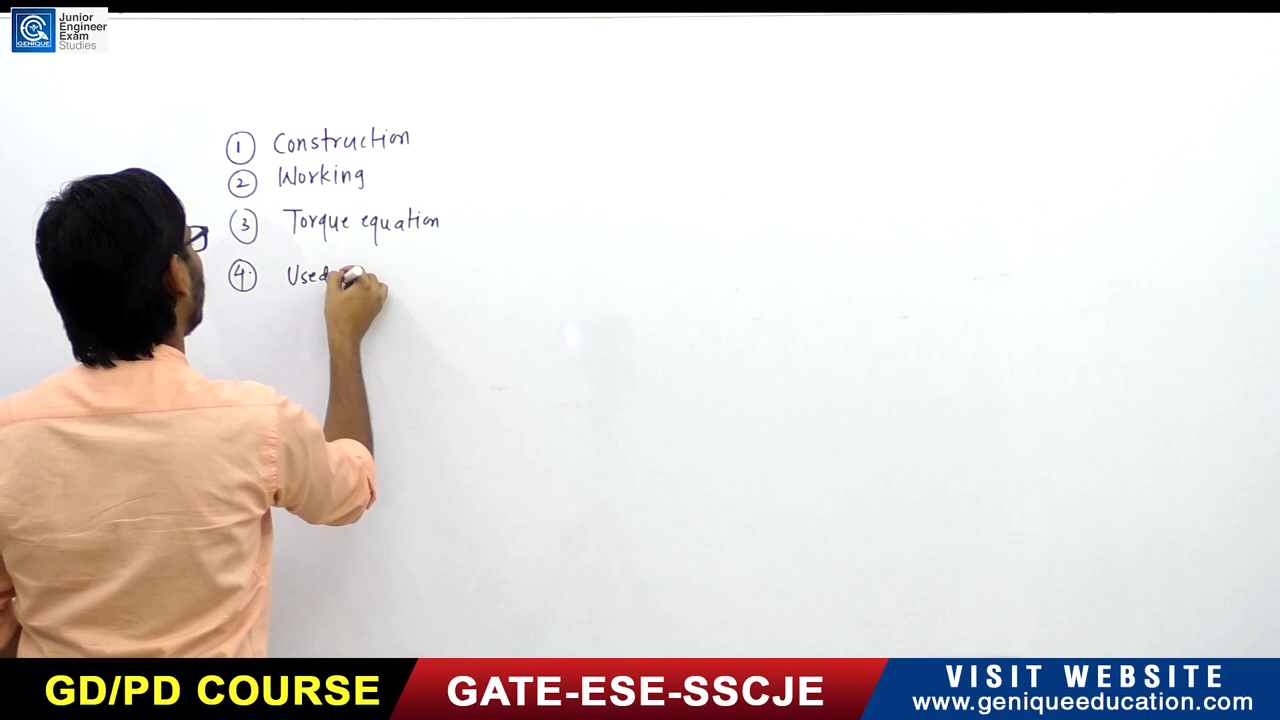 GENIQUE
Junior
Engineer
Exam
Studies
1 Construction
2 Working
3 Torque equation
4. Used
GD/PD COURSE
GATE-ESE-SSCJE
VISIT WEBSITE
www.geniqueeducation.com